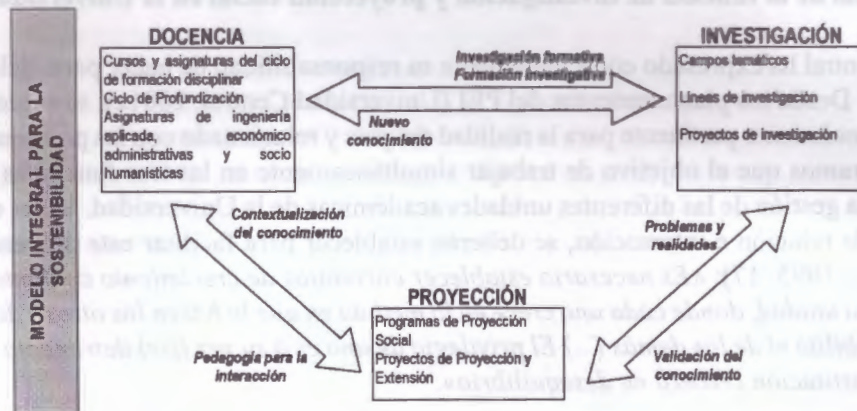 MODELO INTEGRAL PARA LA
SOSTENIBILIDAD
DOCENCIA
Cursos y asignaturas del ciclo
de formación disciplinar
Ciclo de Profundización
Asignaturas de ingeniería
aplicada, económico
administrativas y socio
humanísticas
Investigación formativa
Formación investigativa
Nuevo
conocimiento
INVESTIGACIÓN
Campos temáticos
Líneas de Investigación
Proyectos de investigación
Contextualización
del conocimiento
Problemas y
realidades
PROYECCIÓN
Programas de Proyección
Social
Proyectos de Proyección y
Extensión
Pedagogía para la
interacción
Validación del
conocimiento